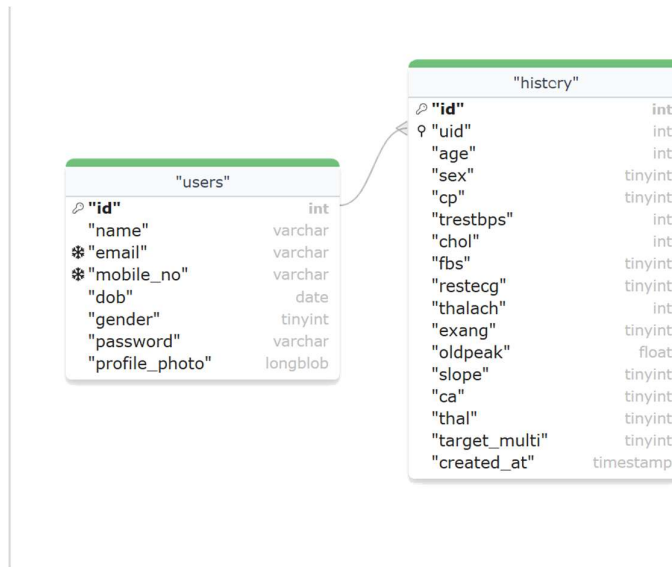 "users"
"id" int
"name" varchar
"email" varchar
"mobile_no" varchar
"dob" date
"gender" tinyint
"password" varchar
"profile_photo" longblob
"history"
"id" int
"uid" int
"age" int
"sex" tinyint
"cp" tinyint
"trestbps" int
"chol" int
"fbs" tinyint
"restecg" tinyint
"thalach" int
"exang" tinyint
"oldpeak" float
"slope" tinyint
"ca" tinyint
"thal" tinyint
"target_multi" tinyint
"created_at" timestamp